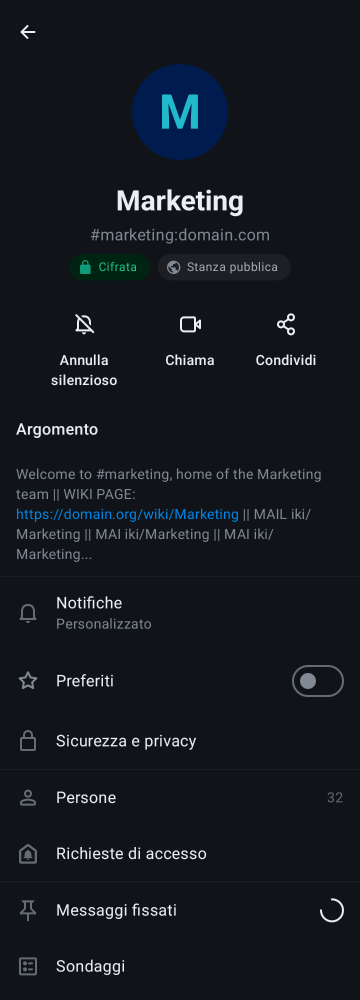 M
Marketing
#marketing:domain.com
Cifrata
Stanza pubblica
Annulla
silenzioso
Chiama
Condividi
Argomento
Welcome to #marketing, home of the Marketing
team || WIKI PAGE:
https://domain.org/wiki/Marketing || MAIL iki/
Marketing || MAI iki/Marketing || MAI iki/
Marketing...
Notifiche
Personalizzato
Preferiti
Sicurezza e privacy
Persone 32
Richieste di accesso
Messaggi fissati
Sondaggi